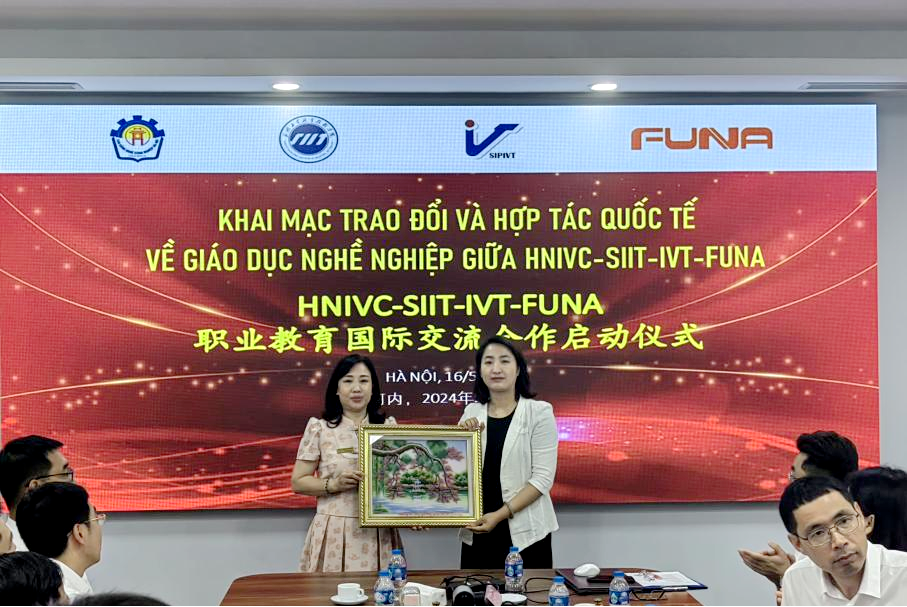 SIPIVT
FUNA
KHAI MẠC TRAO ĐỔI VÀ HỢP TÁC QUỐC TẾ
VỀ GIÁO DỤC NGHỀ NGHIỆP GIỮA HNIVC-SIIT-IVT-FUNA
HNIVC-SIIT-IVT-FUNA
职业教育国际交流合作启动仪式
HÀ NỘI, 16/5
内，2024年